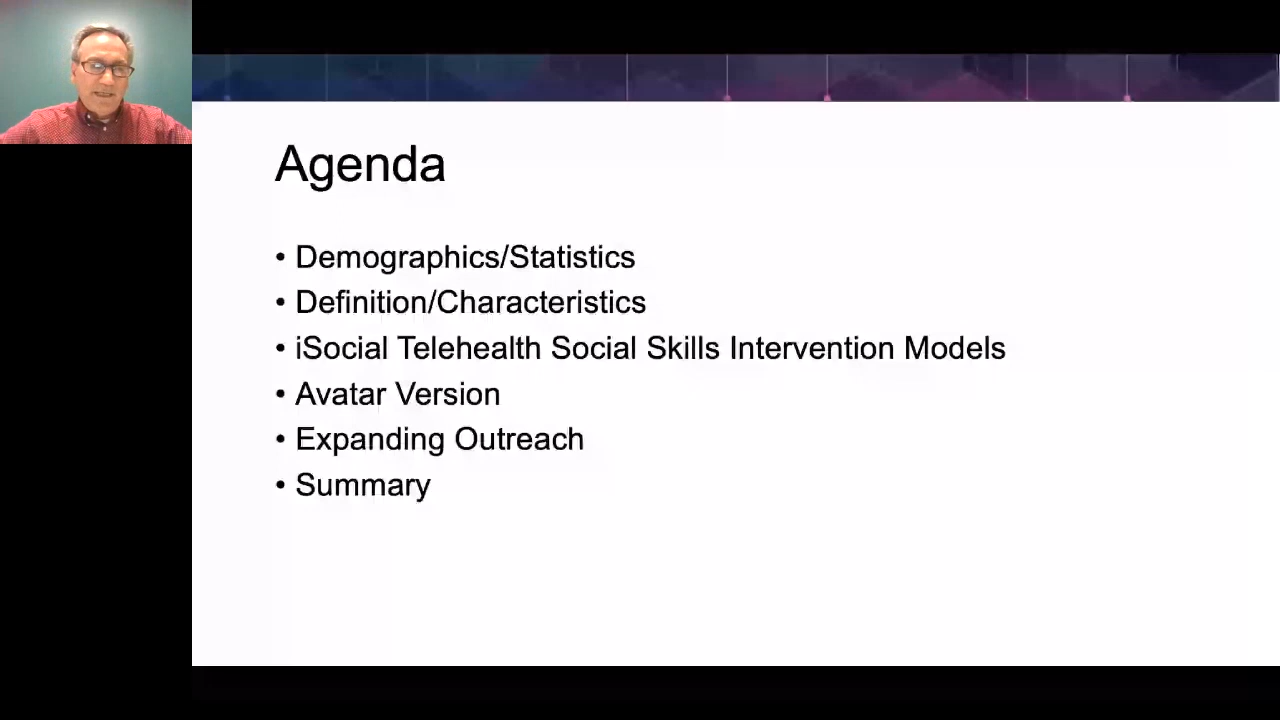 Agenda
• Demographics/Statistics
• Definition/Characteristics
• iSocial Telehealth Social Skills Intervention Models
• Avatar Version
• Expanding Outreach
• Summary